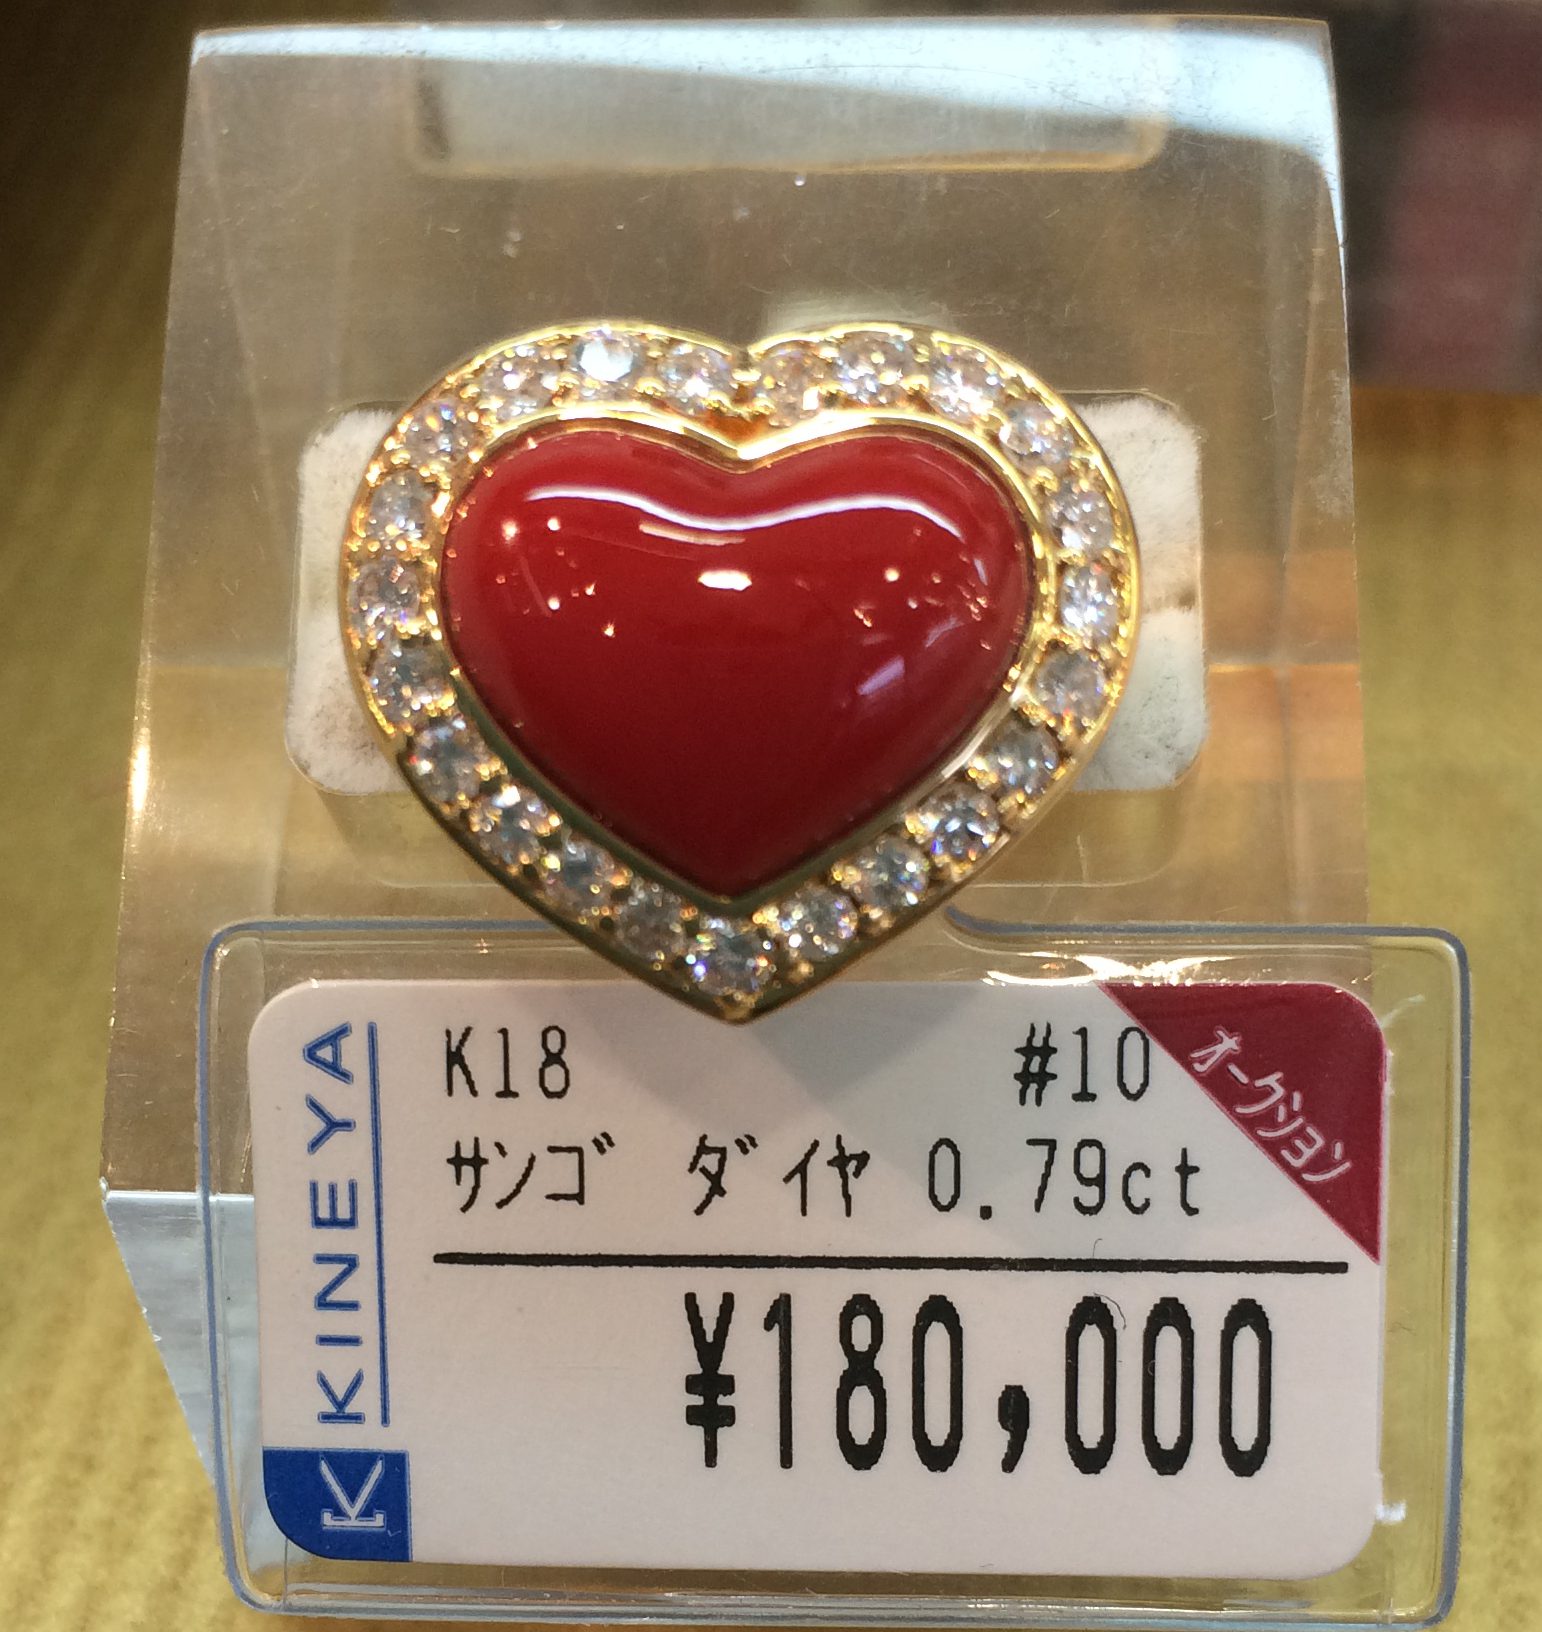 K18 #10
サンゴ ダイヤ 0.79ct
¥180,000
オークション
KINEYA
K